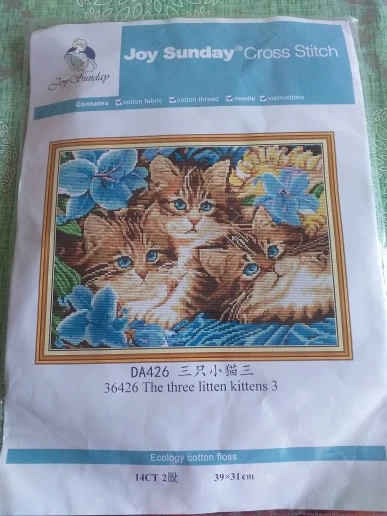 Joy Sunday® Cross Stitch
Joy Sunday
Contains cotton fabric cotton thread needle instructions
DA426 三只小猫三
36426 The three litten kittens 3
Ecology cotton floss
14CT 2股 39×31cm